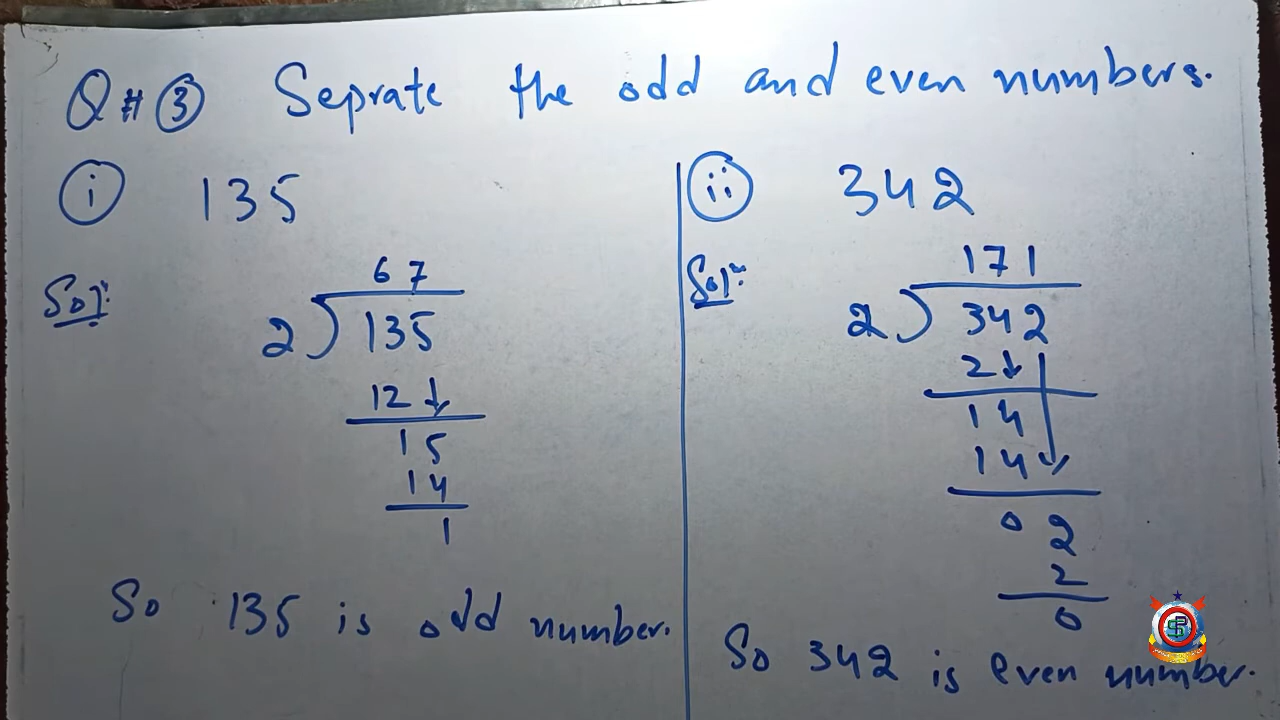 Q # 3 Seprate the odd and even numbers.
i 135
Sol:
67
2 ) 135
12 ↓
15
14
1
So 135 is odd number.
ii 342
Sol:
171
2 ) 342
2 ↓
14
14
02
2
0
So 342 is even number.